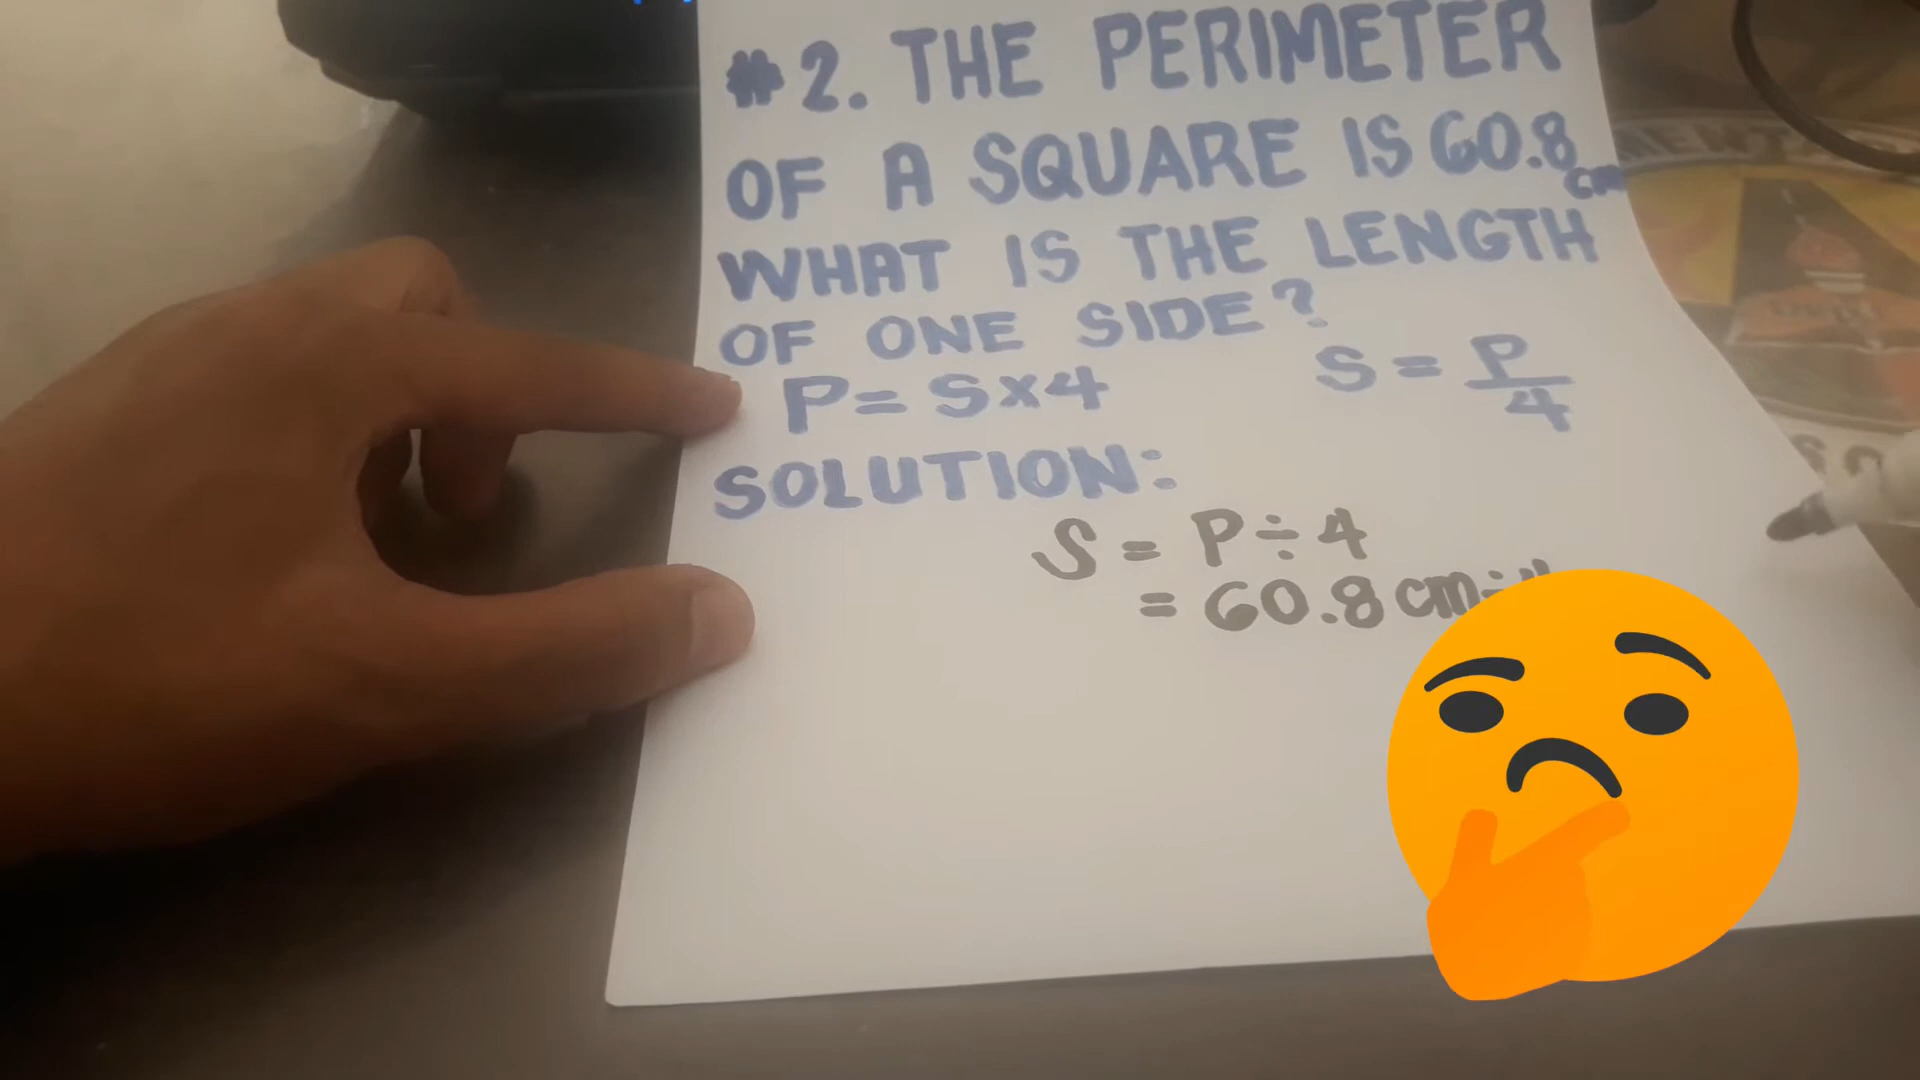 #2. THE PERIMETER
OF A SQUARE IS 60.8
cm
WHAT IS THE LENGTH
OF ONE SIDE?
P = S x 4
S = P/4
SOLUTION:
S = P ÷ 4
= 60.8 cm ÷